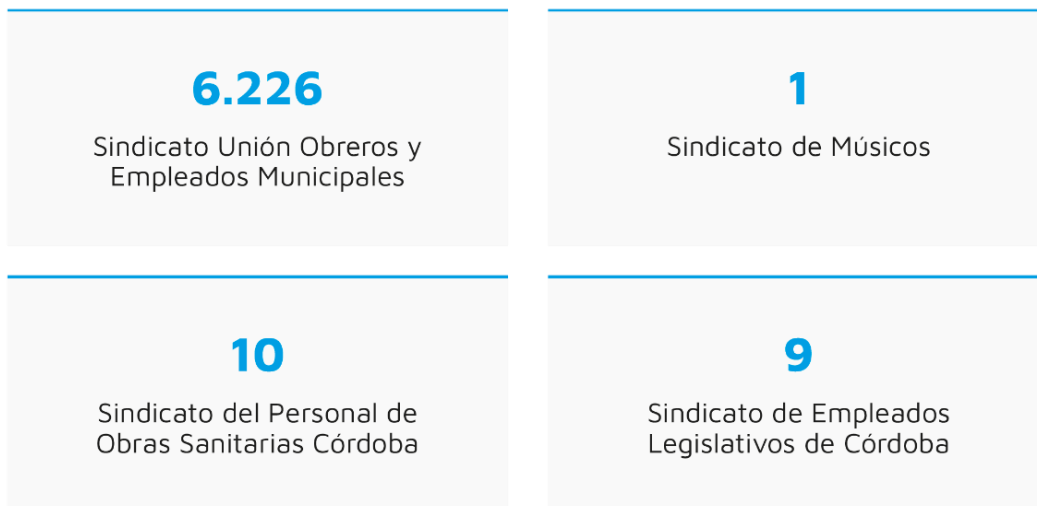 6.226
Sindicato Unión Obreros y
Empleados Municipales
1
Sindicato de Músicos
10
Sindicato del Personal de
Obras Sanitarias Córdoba
9
Sindicato de Empleados
Legislativos de Córdoba